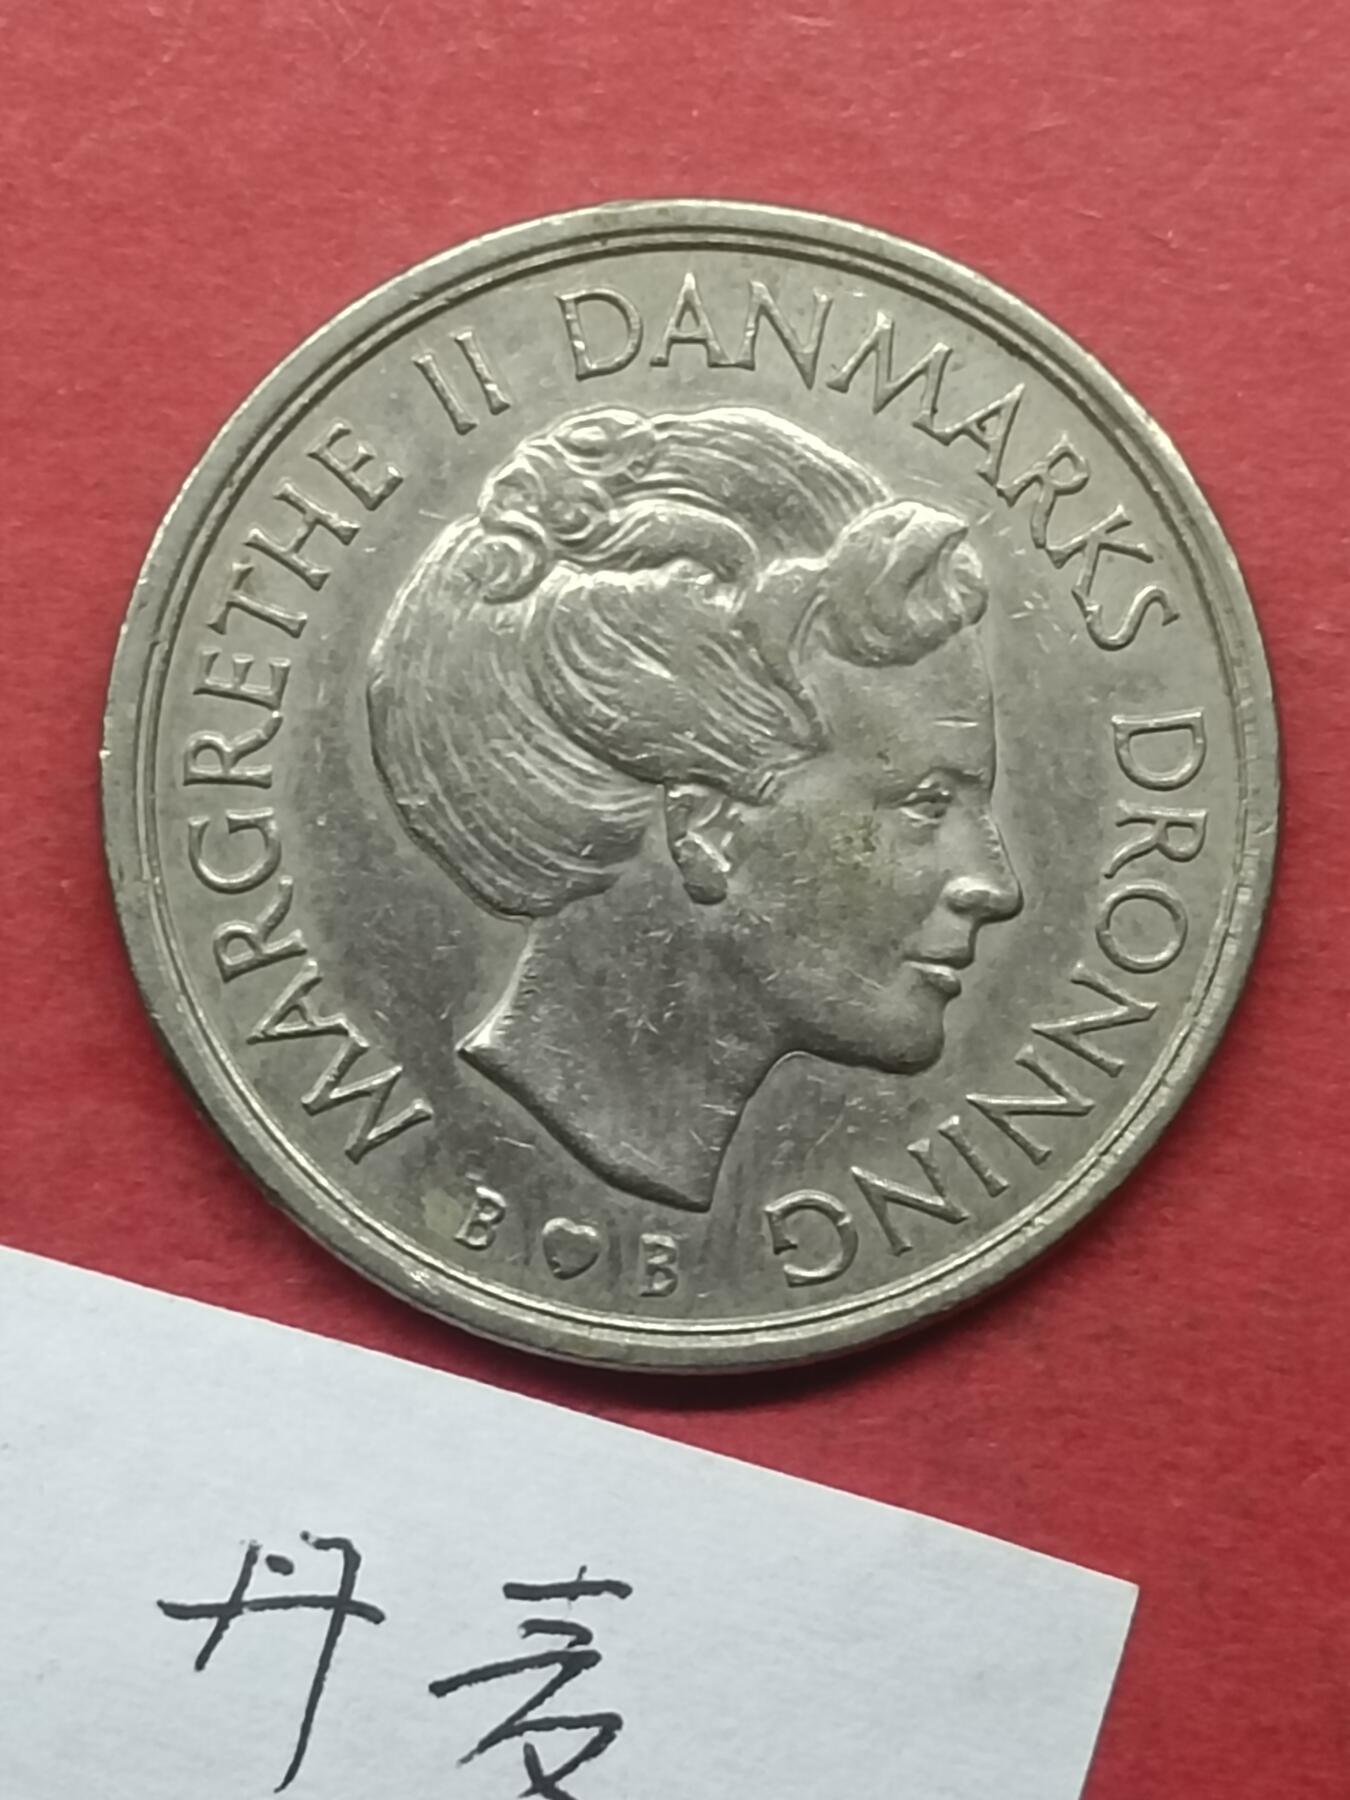 MARGRETHE II DANMARKS DRONNING
B ♥ B
丹麦